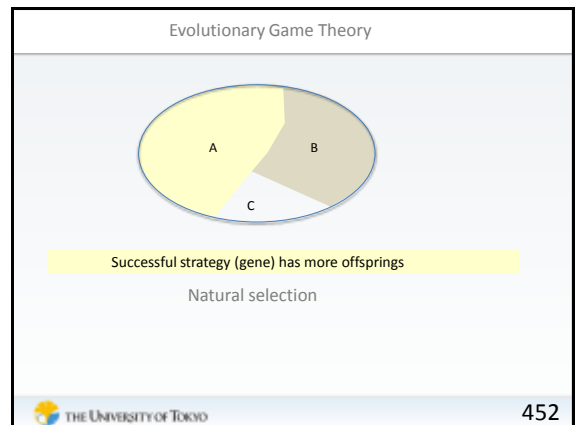 Evolutionary Game Theory
A
B
C
Successful strategy (gene) has more offsprings
Natural selection
THE UNIVERSITY OF TOKYO
452